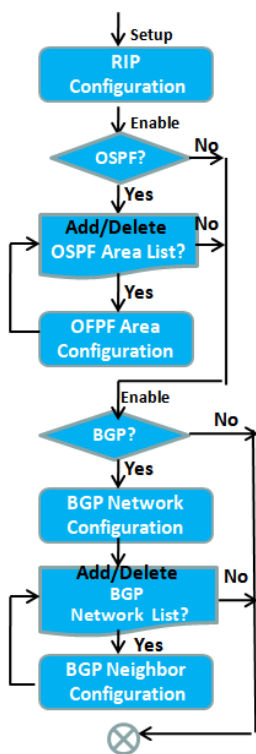 Setup
RIP
Configuration
Enable
OSPF?
No
Yes
Add/Delete
OSPF Area List?
No
Yes
OFPF Area
Configuration
Enable
BGP?
No
Yes
BGP Network
Configuration
Add/Delete
BGP
Network List?
No
Yes
BGP Neighbor
Configuration